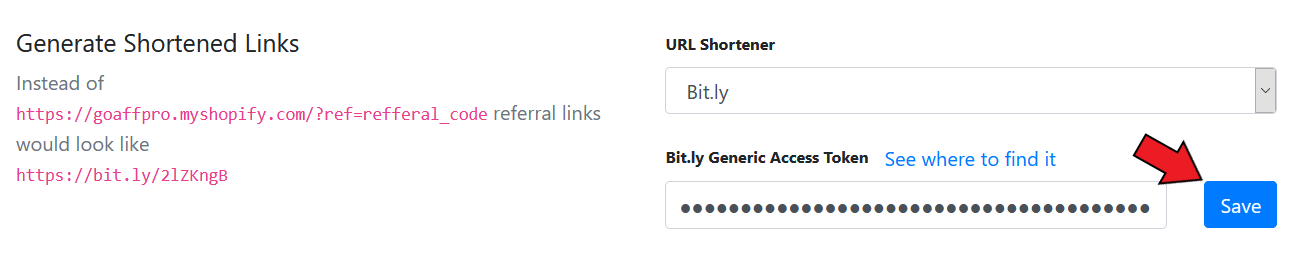 Generate Shortened Links
Instead of
https://goaffpro.myshopify.com/?ref=refferal_code referral links
would look like
https://bit.ly/2lZKngB
URL Shortener
Bit.ly
Bit.ly Generic Access Token See where to find it
●●●●●●●●●●●●●●●●●●●●●●●●●●●●●●●●●●●●●●●●
Save